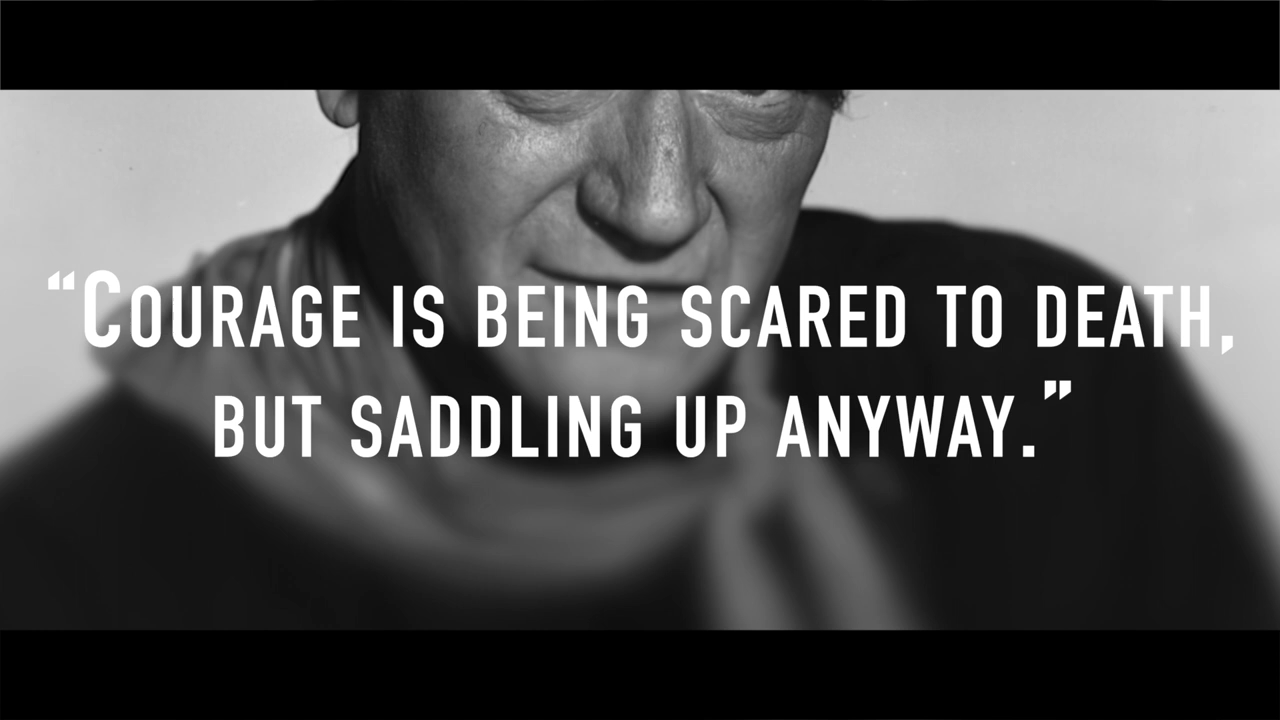 “Courage is being scared to death,
but saddling up anyway.”